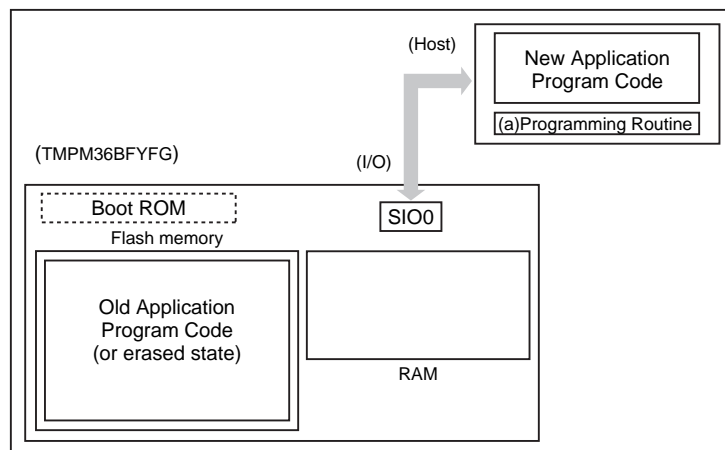 (Host)
New Application
Program Code
(a)Programming Routine
(TMPM36BFYFG)
(I/O)
Boot ROM
SIO0
Flash memory
Old Application
Program Code
(or erased state)
RAM